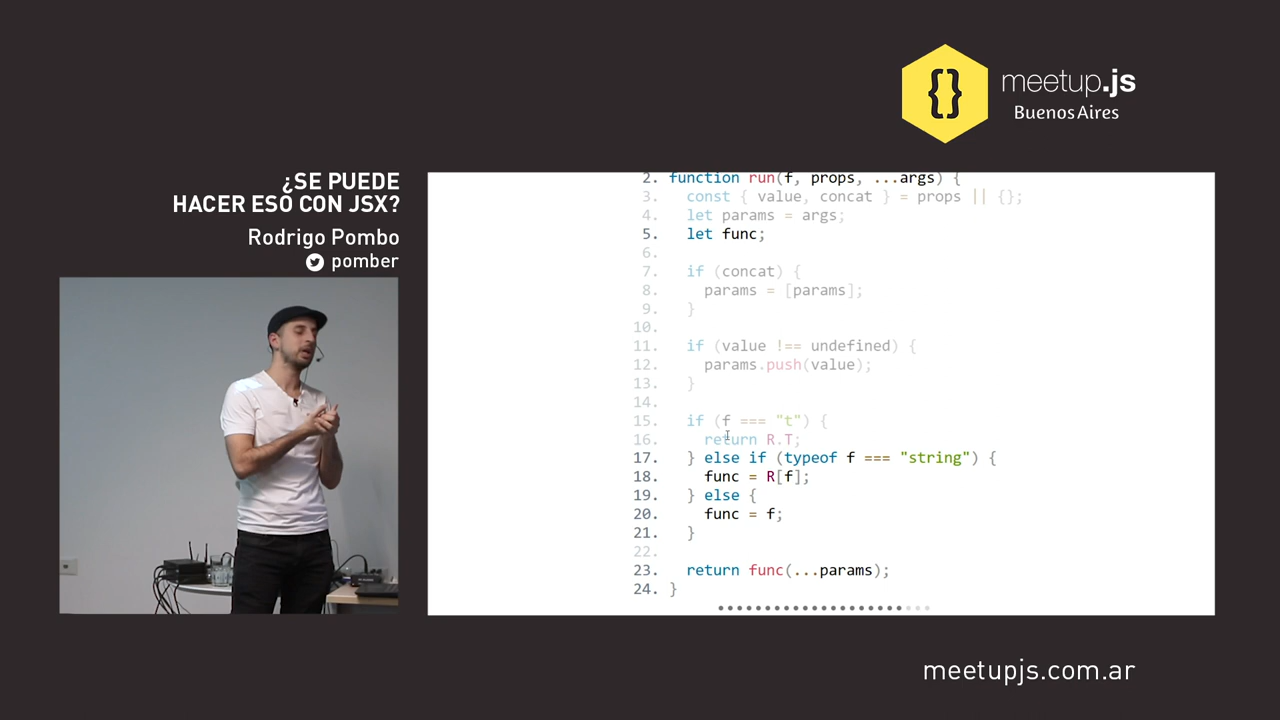 {}
meetup.js
Buenos Aires
¿SE PUEDE
HACER ESO CON JSX?
Rodrigo Pombo
pomber
2. function run(f, props, ...args) {
3.   const { value, concat } = props || {};
4.   let params = args;
5.   let func;
6.
7.   if (concat) {
8.     params = [params];
9.   }
10.
11.   if (value !== undefined) {
12.     params.push(value);
13.   }
14.
15.   if (f === "t") {
16.     return R.T;
17.   } else if (typeof f === "string") {
18.     func = R[f];
19.   } else {
20.     func = f;
21.   }
22.
23.   return func(...params);
24. }
meetupjs.com.ar